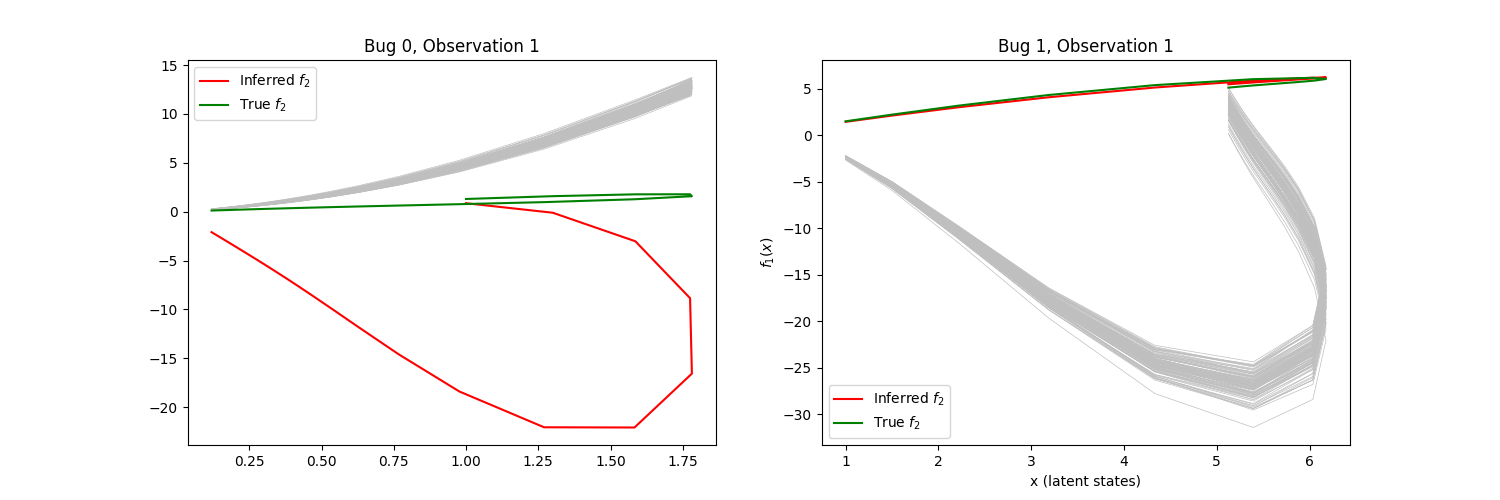 Bug 0, Observation 1
Inferred f₂
True f₂
15
10
5
0
−5
−10
−15
−20
0.25 0.50 0.75 1.00 1.25 1.50 1.75
Bug 1, Observation 1
f₁(x)
5
0
−5
−10
−15
−20
−25
−30
Inferred f₂
True f₂
1 2 3 4 5 6
x (latent states)